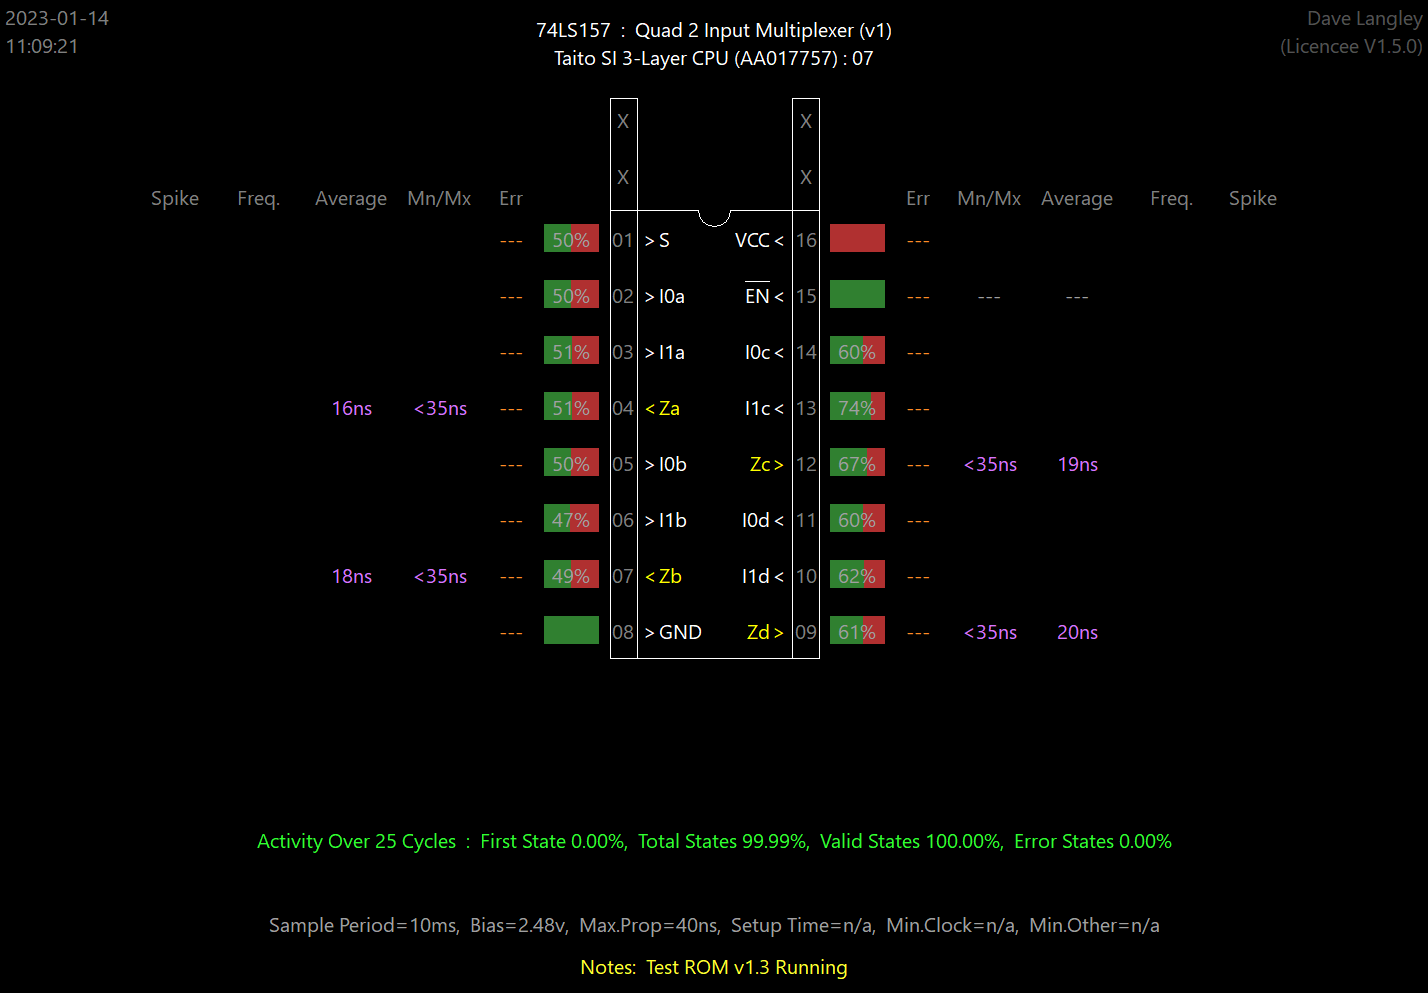 2023-01-14
11:09:21
74LS157 : Quad 2 Input Multiplexer (v1)
Taito SI 3-Layer CPU (AA017757) : 07
Dave Langley
(Licencee V1.5.0)
X X
X X
Spike Freq. Average Mn/Mx Err Err Mn/Mx Average Freq. Spike
--- 50% 01 >S VCC< 16 ---
--- 50% 02 >I0a EN< 15 --- --- ---
--- 51% 03 >I1a I0c< 14 60% ---
16ns <35ns --- 51% 04 <Za I1c< 13 74% ---
--- 50% 05 >I0b Zc> 12 67% --- <35ns 19ns
--- 47% 06 >I1b I0d< 11 60% ---
18ns <35ns --- 49% 07 <Zb I1d< 10 62% ---
--- 08 >GND Zd> 09 61% --- <35ns 20ns
Activity Over 25 Cycles : First State 0.00%, Total States 99.99%, Valid States 100.00%, Error States 0.00%
Sample Period=10ms, Bias=2.48v, Max.Prop=40ns, Setup Time=n/a, Min.Clock=n/a, Min.Other=n/a
Notes: Test ROM v1.3 Running